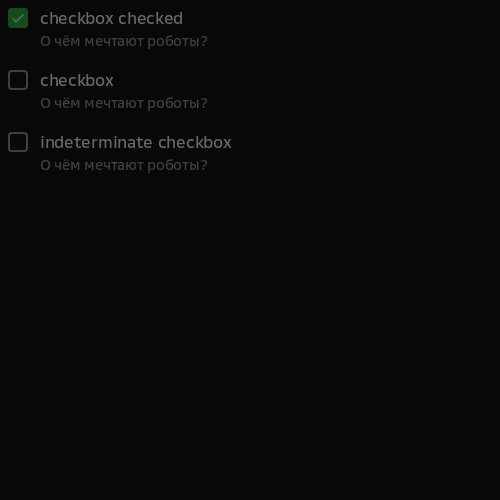 checkbox checked
О чём мечтают роботы?
checkbox
О чём мечтают роботы?
indeterminate checkbox
О чём мечтают роботы?